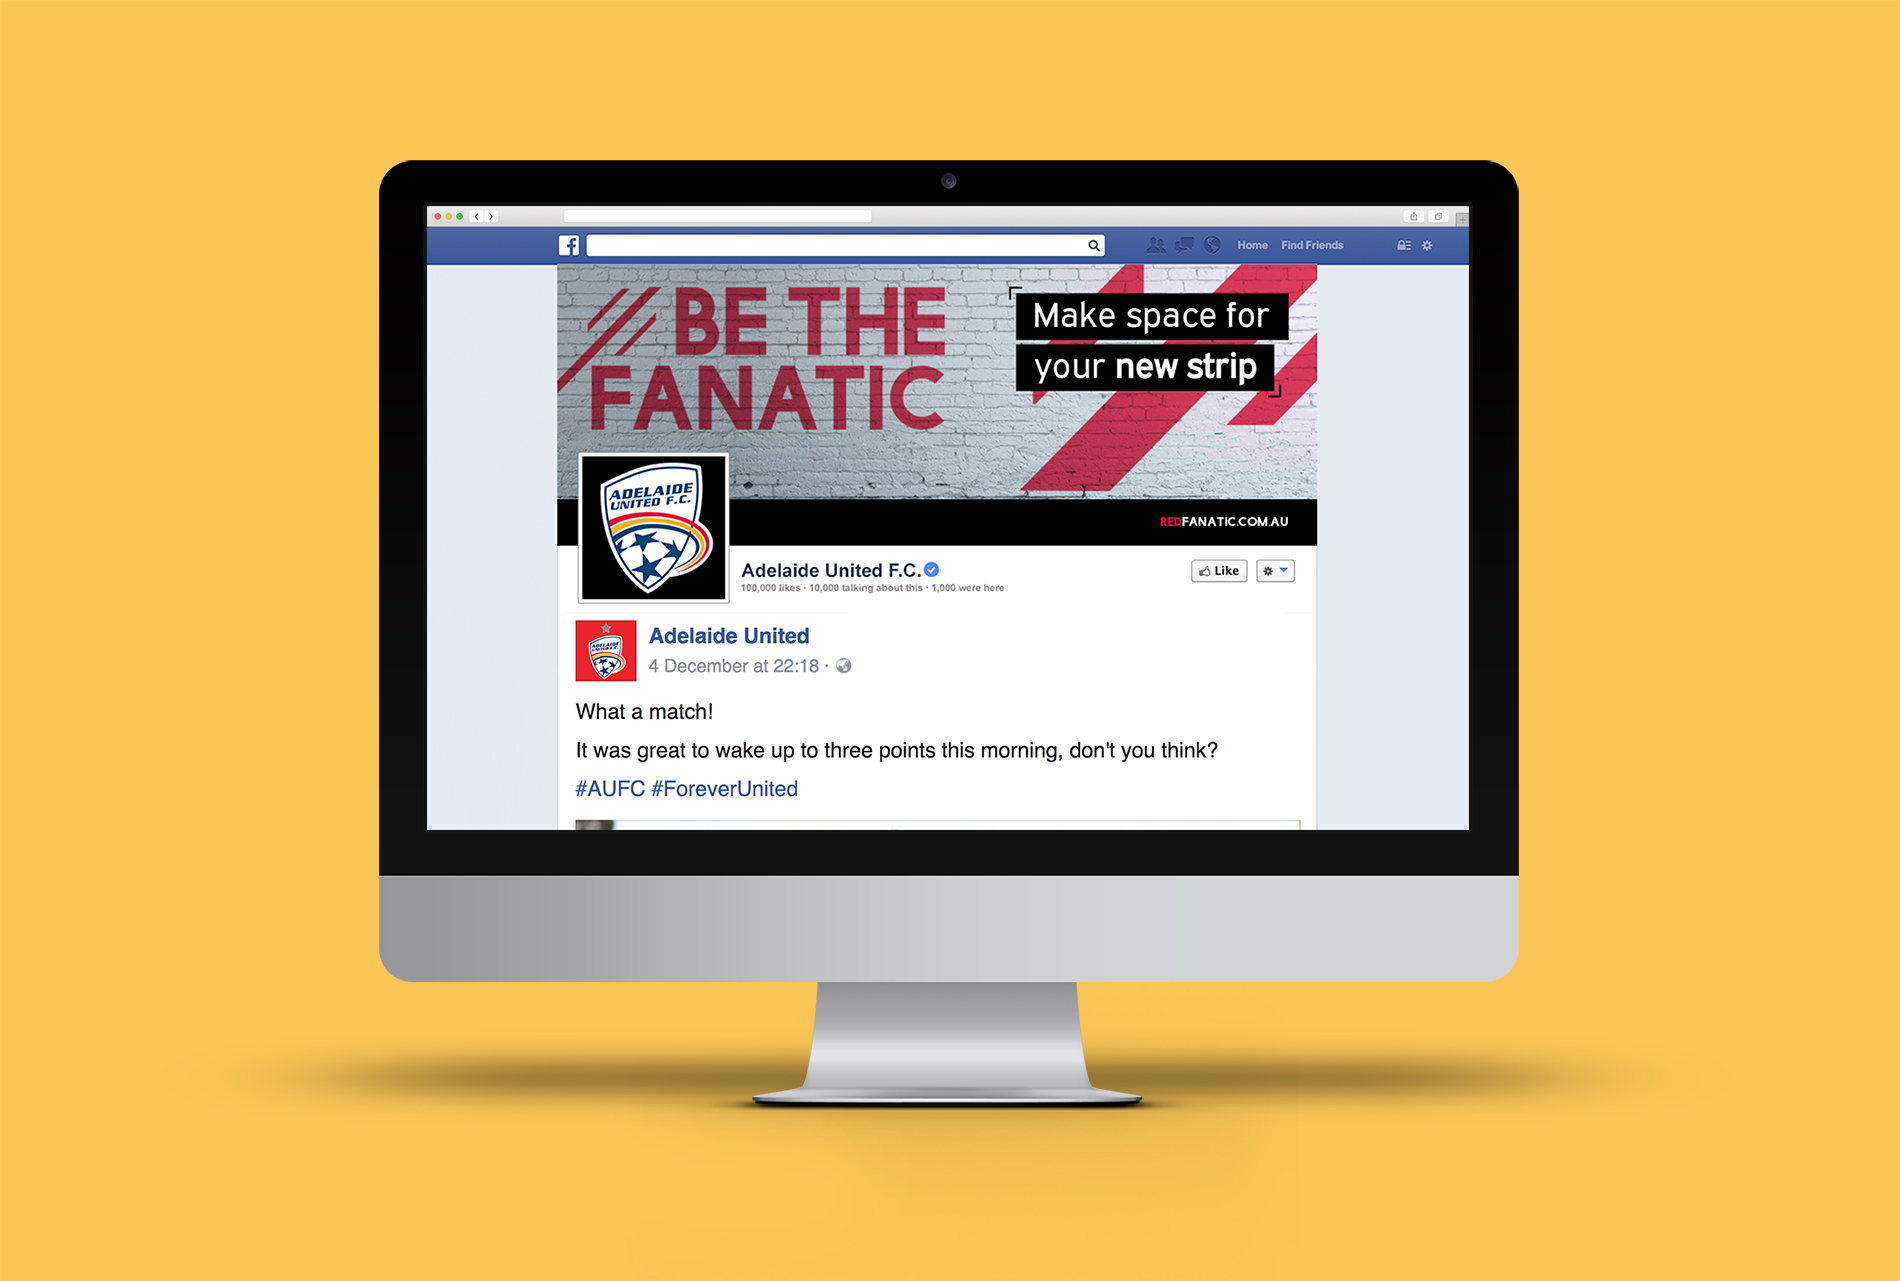 Home Find Friends
BE THE
FANATIC
Make space for
your new strip
ADELAIDE
UNITED F.C.
REDFANATIC.COM.AU
Adelaide United F.C.
100,000 likes · 10,000 talking about this · 1,000 were here
Like
ADELAIDE
UNITED F.C.
Adelaide United
4 December at 22:18 ·
What a match!
It was great to wake up to three points this morning, don't you think?
#AUFC #ForeverUnited